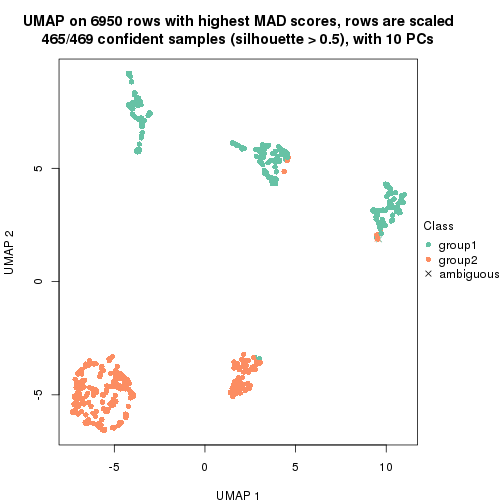 UMAP on 6950 rows with highest MAD scores, rows are scaled
465/469 confident samples (silhouette > 0.5), with 10 PCs
5
0
-5
UMAP 2
-5
0
5
10
UMAP 1
Class
group1
group2
ambiguous